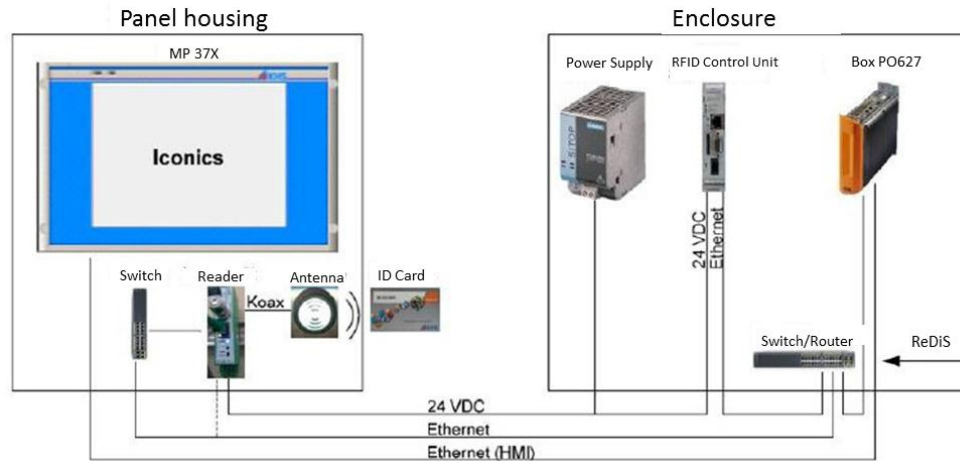 Panel housing
Enclosure
MP 37X
Power Supply
RFID Control Unit
Box PO627
Iconics
SITOP
24 VDC
Ethernet
Switch
Reader
Antenna
ID Card
Koax
Switch/Router
ReDiS
24 VDC
Ethernet
Ethernet (HMI)